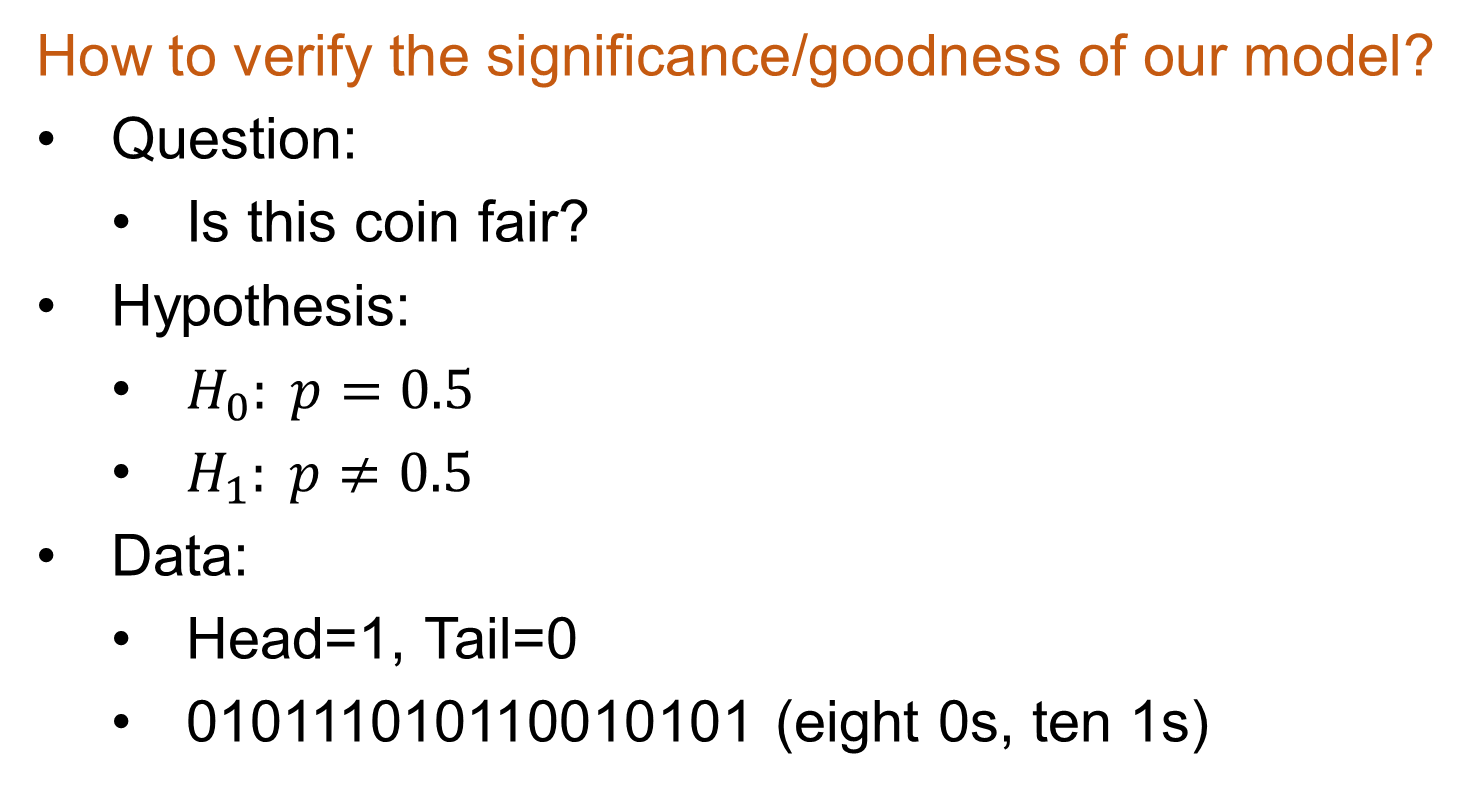 How to verify the significance/goodness of our model?
• Question:
• Is this coin fair?
• Hypothesis:
• H₀: p = 0.5
• H₁: p ≠ 0.5
• Data:
• Head=1, Tail=0
• 010111010110010101 (eight 0s, ten 1s)